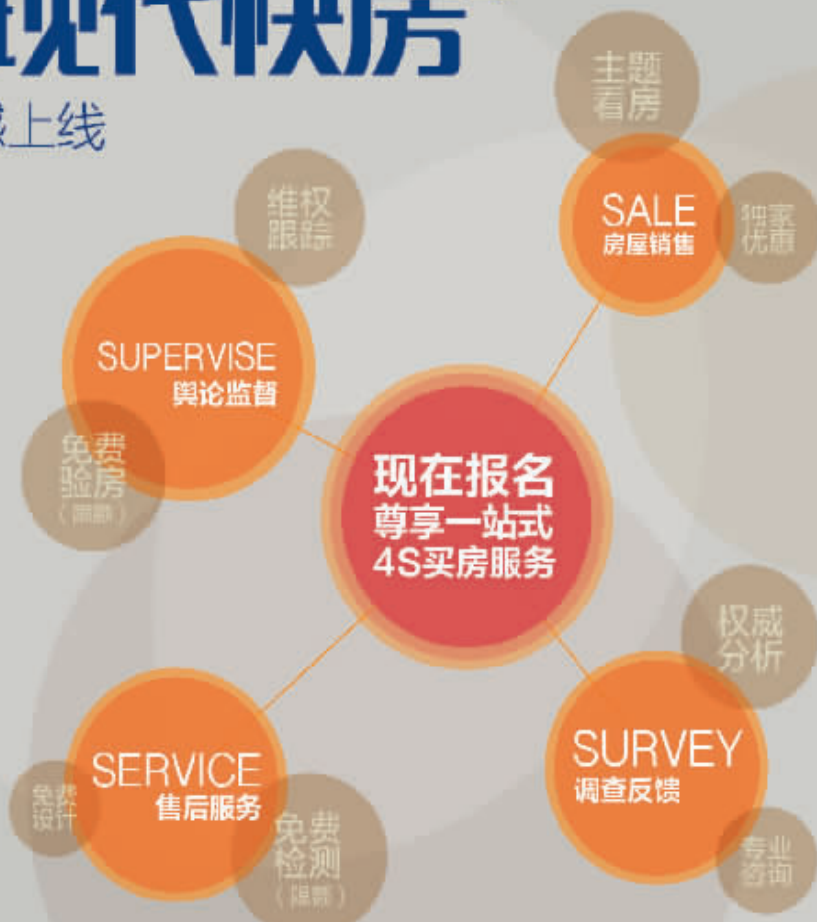 现代快房
上线
主题
看房
SALE
房屋销售
独家
优惠
维权
跟踪
SUPERVISE
舆论监督
免费
验房
现在报名
尊享一站式
4S买房服务
权威
分析
SURVEY
调查反馈
专业
咨询
SERVICE
售后服务
免费
设计
免费
检测